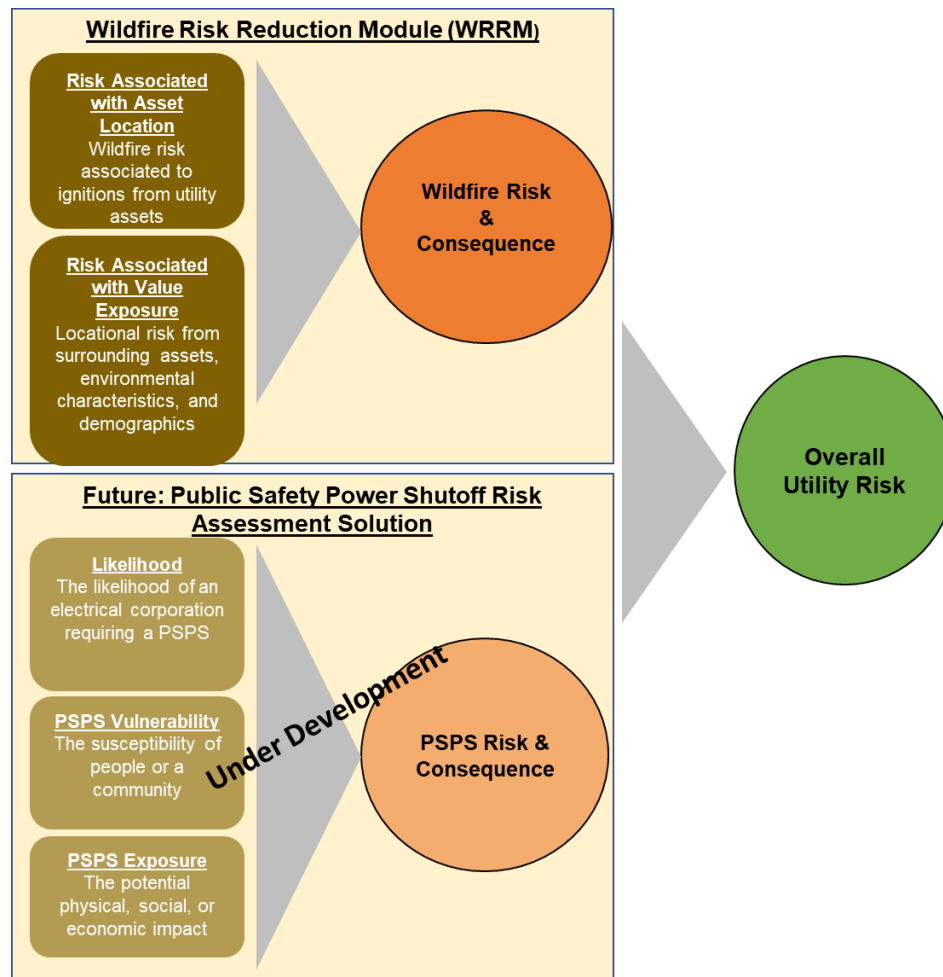 Wildfire Risk Reduction Module (WRRM)
Risk Associated
with Asset
Location
Wildfire risk
associated to
ignitions from utility
assets
Risk Associated
with Value
Exposure
Locational risk from
surrounding assets,
environmental
characteristics, and
demographics
Wildfire Risk
&
Consequence
Future: Public Safety Power Shutoff Risk
Assessment Solution
Likelihood
The likelihood of an
electrical corporation
requiring a PSPS
PSPS Vulnerability
The susceptibility of
people or a
community
PSPS Exposure
The potential
physical, social, or
economic impact
Under Development
PSPS Risk &
Consequence
Overall
Utility Risk